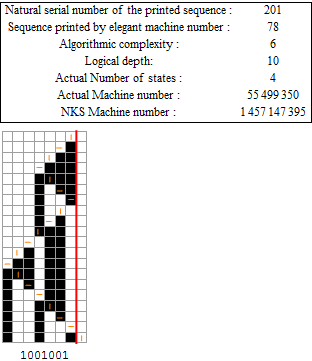 Natural serial number of the printed sequence : 201
Sequence printed by elegant machine number : 78
Algorithmic complexity : 6
Logical depth: 10
Actual Number of states : 4
Actual Machine number : 55 499 350
NKS Machine number : 1 457 147 395
1001001